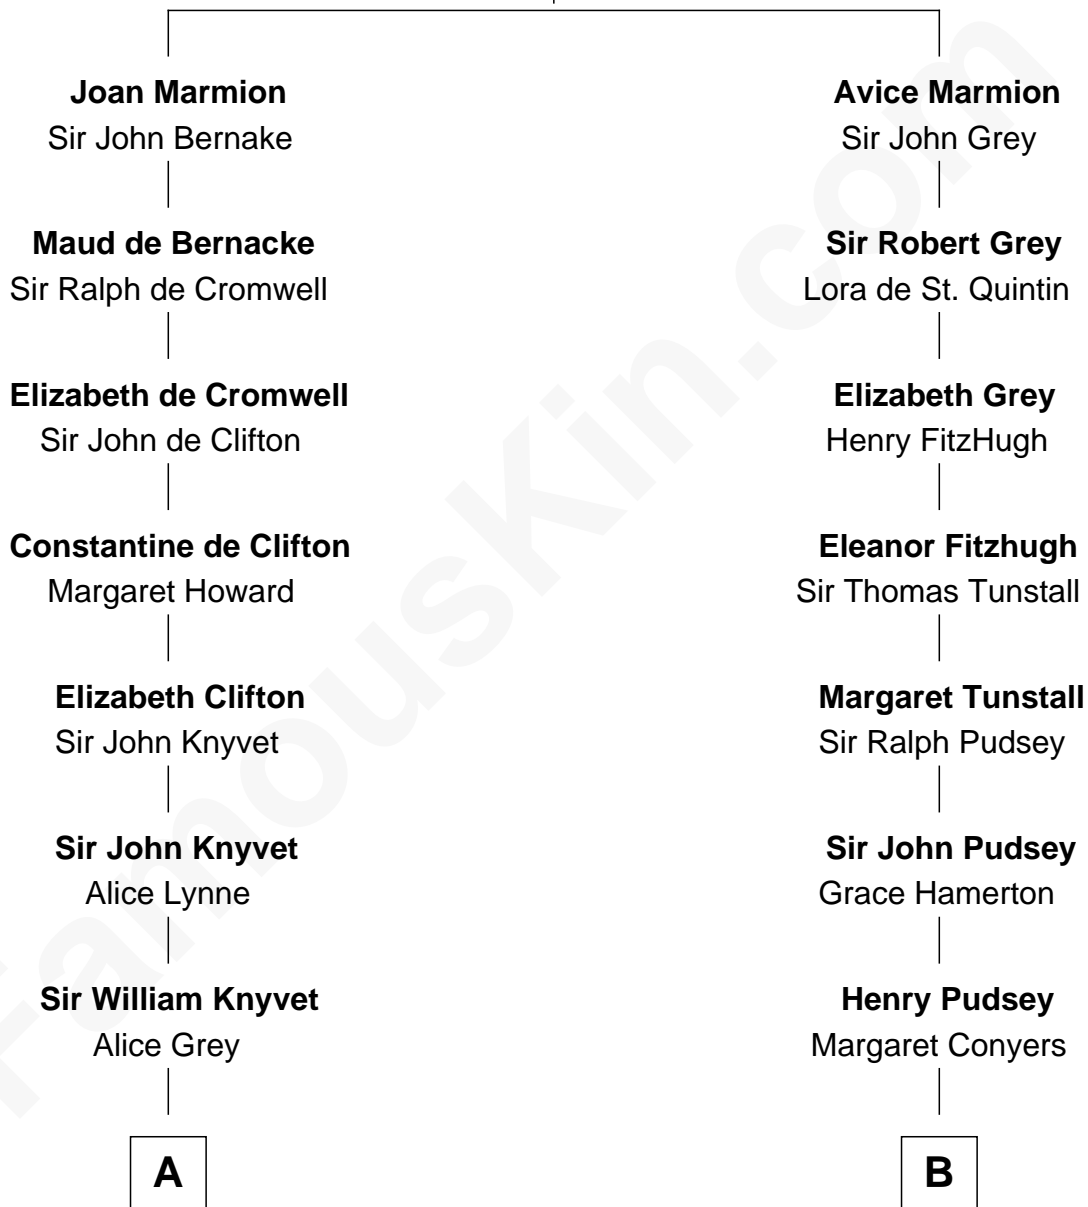 Joan Marmion
Sir John Bernake
Maud de Bernacke
Sir Ralph de Cromwell
Elizabeth de Cromwell
Sir John de Clifton
Constantine de Clifton
Margaret Howard
Elizabeth Clifton
Sir John Knyvet
Sir John Knyvet
Alice Lynne
Sir William Knyvet
Alice Grey
A
Avice Marmion
Sir John Grey
Sir Robert Grey
Lora de St. Quintin
Elizabeth Grey
Henry FitzHugh
Eleanor Fitzhugh
Sir Thomas Tunstall
Margaret Tunstall
Sir Ralph Pudsey
Sir John Pudsey
Grace Hamerton
Henry Pudsey
Margaret Conyers
B
FamousKin.com